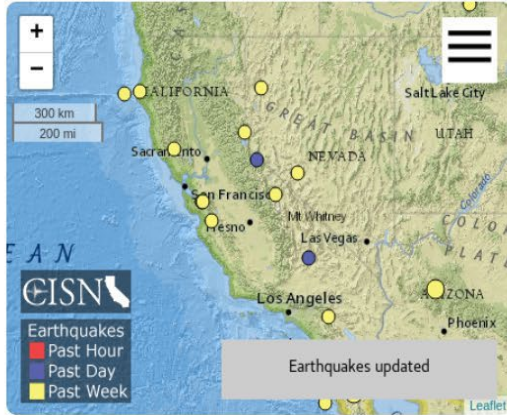 +
−
300 km
200 mi
CAS
CALIFORNIA
Salt Lake City
GREAT BASIN
UTAH
Sacramento
NEVADA
San Francisco
Mt Whitney
Fresno
Las Vegas
Colorado
COLO
PLAT
EAN
CISN
Los Angeles
ARIZONA
Phoenix
Earthquakes
Past Hour
Past Day
Past Week
Earthquakes updated
Leaflet